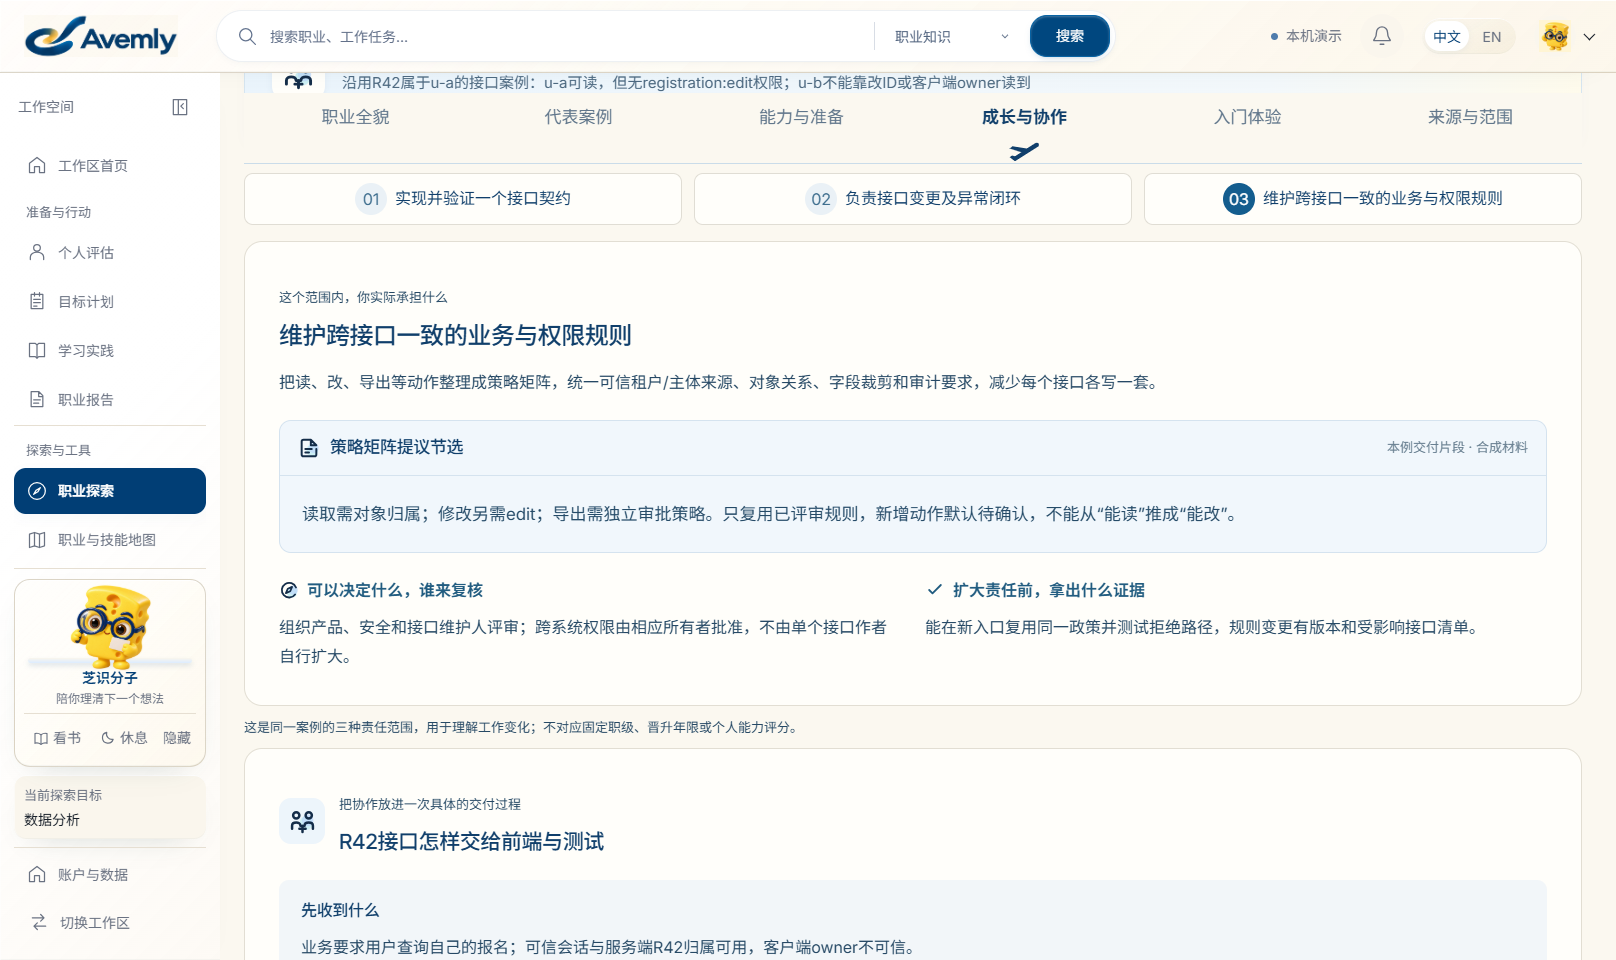 Avemly
搜索职业、工作任务...
职业知识
搜索
本机演示
中文
EN
工作空间
工作区首页
准备与行动
个人评估
目标计划
学习实践
职业报告
探索与工具
职业探索
职业与技能地图
芝识分子
陪你理清下一个想法
看书
休息
隐藏
当前探索目标
数据分析
账户与数据
切换工作区
沿用R42属于u-a的接口案例：u-a可读，但无registration:edit权限；u-b不能靠改ID或客户端owner读到
职业全貌
代表案例
能力与准备
成长与协作
入门体验
来源与范围
01 实现并验证一个接口契约
02 负责接口变更及异常闭环
03 维护跨接口一致的业务与权限规则
这个范围内，你实际承担什么
维护跨接口一致的业务与权限规则
把读、改、导出等动作整理成策略矩阵，统一可信租户/主体来源、对象关系、字段裁剪和审计要求，减少每个接口各写一套。
策略矩阵提议节选
本例交付片段 · 合成材料
读取需对象归属；修改另需edit；导出需独立审批策略。只复用已评审规则，新增动作默认待确认，不能从“能读”推成“能改”。
可以决定什么，谁来复核
组织产品、安全和接口维护人评审；跨系统权限由相应所有者批准，不由单个接口作者
自行扩大。
扩大责任前，拿出什么证据
能在新入口复用同一政策并测试拒绝路径，规则变更有版本和受影响接口清单。
这是同一案例的三种责任范围，用于理解工作变化；不对应固定职级、晋升年限或个人能力评分。
把协作放进一次具体的交付过程
R42接口怎样交给前端与测试
先收到什么
业务要求用户查询自己的报名；可信会话与服务端R42归属可用，客户端owner不可信。